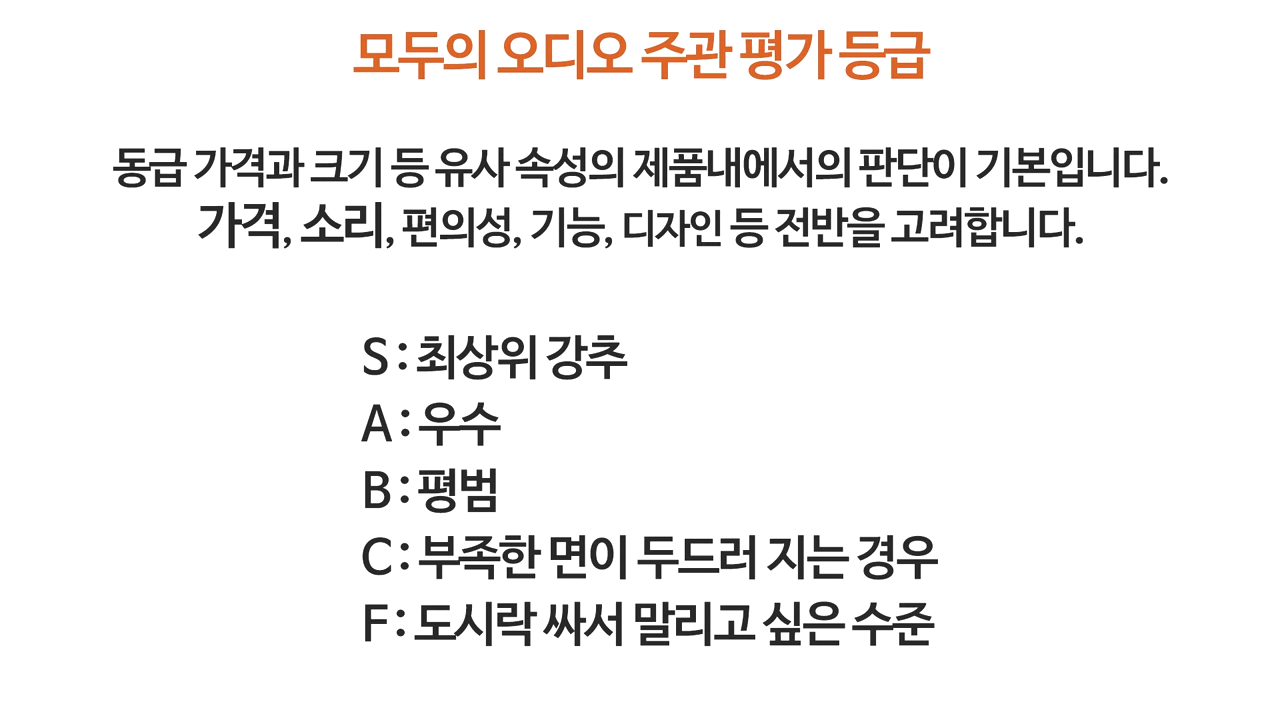 모두의 오디오 주관 평가 등급
동급 가격과 크기 등 유사 속성의 제품내에서의 판단이 기본입니다.
가격, 소리, 편의성, 기능, 디자인 등 전반을 고려합니다.
S : 최상위 강추
A : 우수
B : 평범
C : 부족한 면이 두드러 지는 경우
F : 도시락 싸서 말리고 싶은 수준